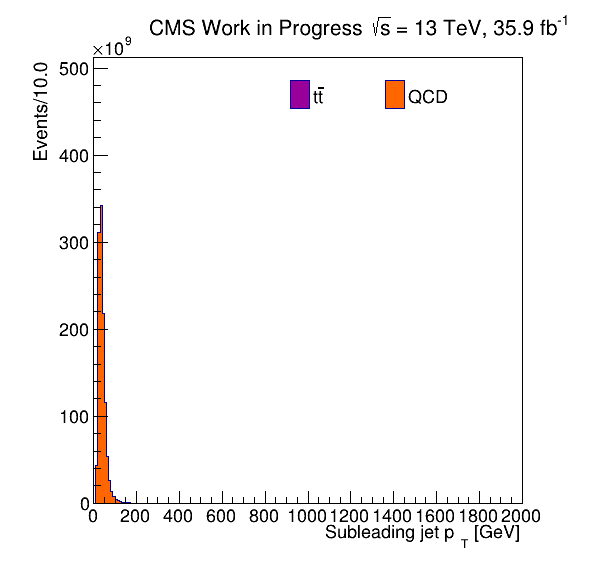 CMS Work in Progress √s = 13 TeV, 35.9 fb⁻¹
×10⁹
Events/10.0
500
400
300
200
100
0
tt̄
QCD
0 200 400 600 800 1000 1200 1400 1600 1800 2000
Subleading jet p_T [GeV]